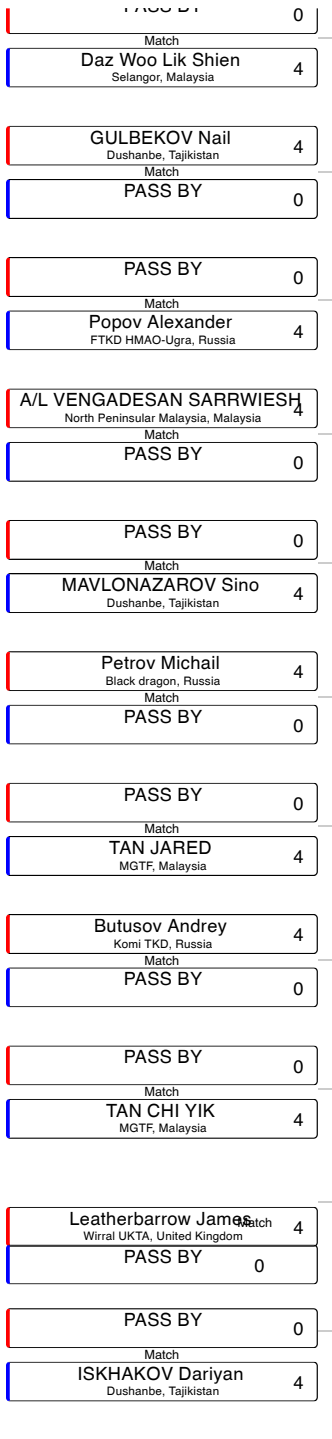 PASS BY
0
Match
Daz Woo Lik Shien
4
Selangor, Malaysia
GULBEKOV Nail
4
Dushanbe, Tajikistan
Match
PASS BY
0
PASS BY
0
Match
Popov Alexander
4
FTKD HMAO-Ugra, Russia
A/L VENGADESAN SARRWIESH
4
North Peninsular Malaysia, Malaysia
Match
PASS BY
0
PASS BY
0
Match
MAVLONAZAROV Sino
4
Dushanbe, Tajikistan
Petrov Michail
4
Black dragon, Russia
Match
PASS BY
0
PASS BY
0
Match
TAN JARED
4
MGTF, Malaysia
Butusov Andrey
4
Komi TKD, Russia
Match
PASS BY
0
PASS BY
0
Match
TAN CHI YIK
4
MGTF, Malaysia
Leatherbarrow James
Match
4
Wirral UKTA, United Kingdom
PASS BY
0
PASS BY
0
Match
ISKHAKOV Dariyan
4
Dushanbe, Tajikistan